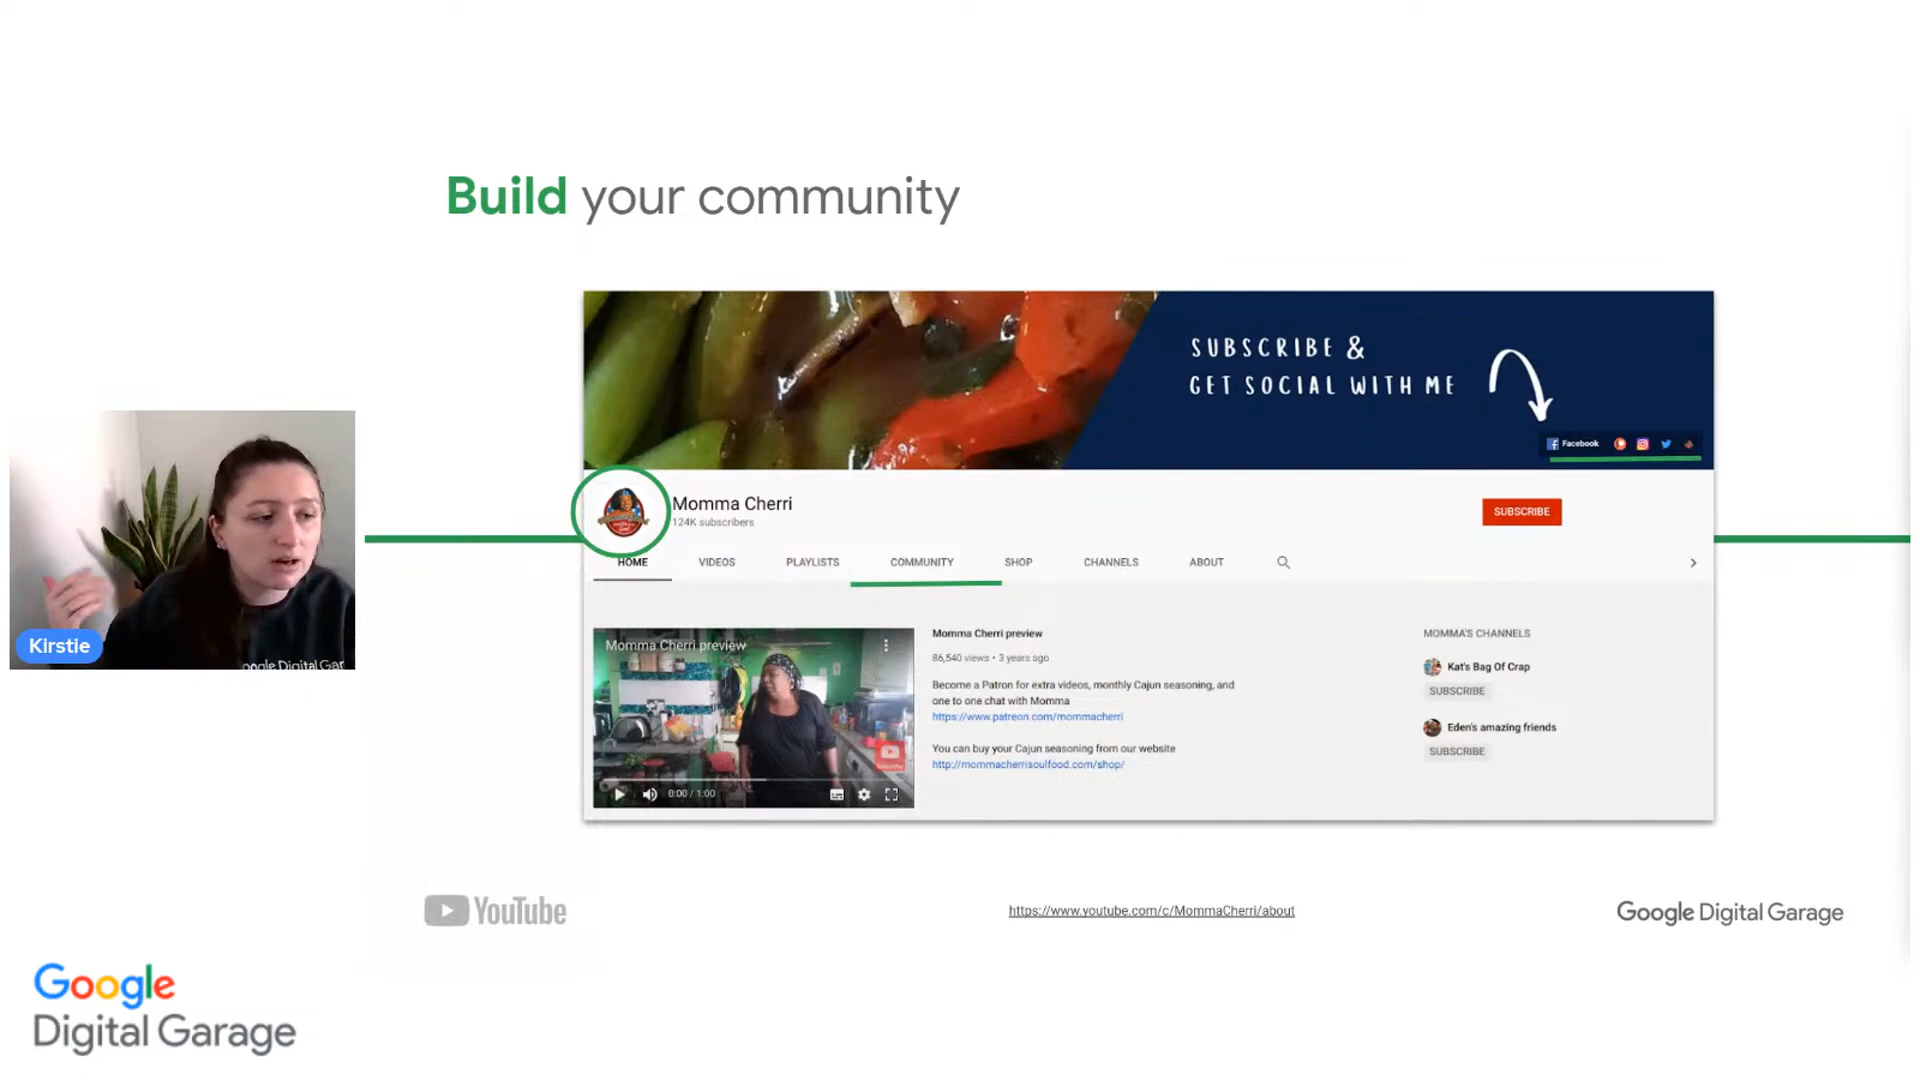 Build your community
SUBSCRIBE &
GET SOCIAL WITH ME
Facebook
Momma Cherri
124K subscribers
SUBSCRIBE
HOME VIDEOS PLAYLISTS COMMUNITY SHOP CHANNELS ABOUT
Momma Cherri preview
0:00 / 1:00
Momma Cherri preview
86,540 views • 3 years ago
Become a Patron for extra videos, monthly Cajun seasoning, and
one to one chat with Momma
https://www.patreon.com/mommacherri
You can buy your Cajun seasoning from our website
http://mommacherrisoulfood.com/shop/
MOMMA'S CHANNELS
Kat's Bag Of Crap
SUBSCRIBE
Eden's amazing friends
SUBSCRIBE
Kirstie
oogle Digital Gar
YouTube
https://www.youtube.com/c/MommaCherri/about
Google Digital Garage
Google
Digital Garage